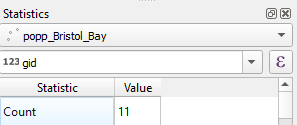 Statistics
popp_Bristol_Bay
123 gid ε
Statistic Value
Count 11